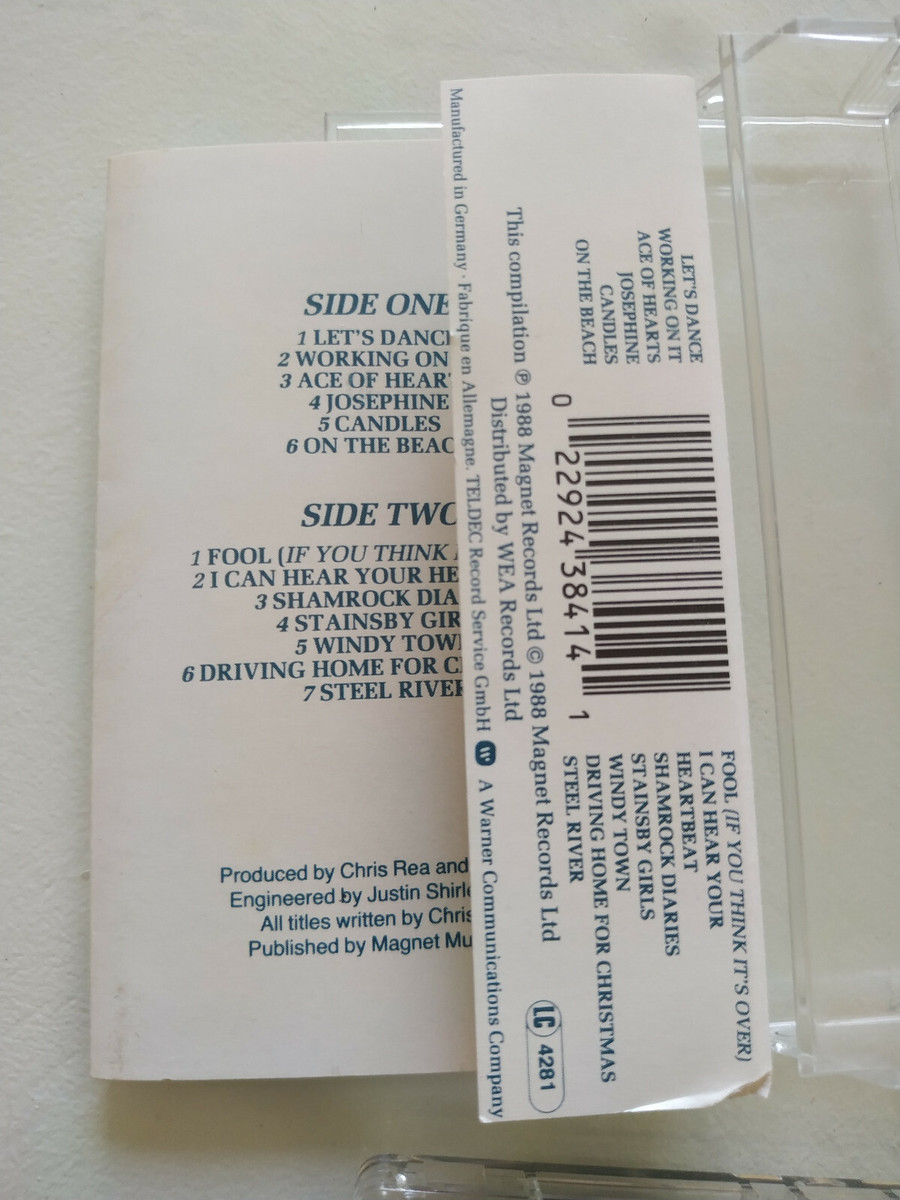 SIDE ONE
1 LET'S DANCE
2 WORKING ON
3 ACE OF HEAR
4 JOSEPHINE
5 CANDLES
6 ON THE BEAC
SIDE TWO
1 FOOL (IF YOU THINK
2 I CAN HEAR YOUR HE
3 SHAMROCK DIA
4 STAINSBY GIR
5 WINDY TOW
6 DRIVING HOME FOR C
7 STEEL RIVER
Produced by Chris Rea and
Engineered by Justin Shirl
All titles written by Chris
Published by Magnet Mu
LET'S DANCE
WORKING ON IT
ACE OF HEARTS
JOSEPHINE
CANDLES
ON THE BEACH
0 22924 38414 1
FOOL (IF YOU THINK IT'S OVER)
I CAN HEAR YOUR
HEARTBEAT
SHAMROCK DIARIES
STAINSBY GIRLS
WINDY TOWN
DRIVING HOME FOR CHRISTMAS
STEEL RIVER
This compilation ℗ 1988 Magnet Records Ltd © 1988 Magnet Records Ltd
Distributed by WEA Records Ltd
LC 4281
Manufactured in Germany · Fabriqué en Allemagne. TELDEC Record Service GmbH W A Warner Communications Company